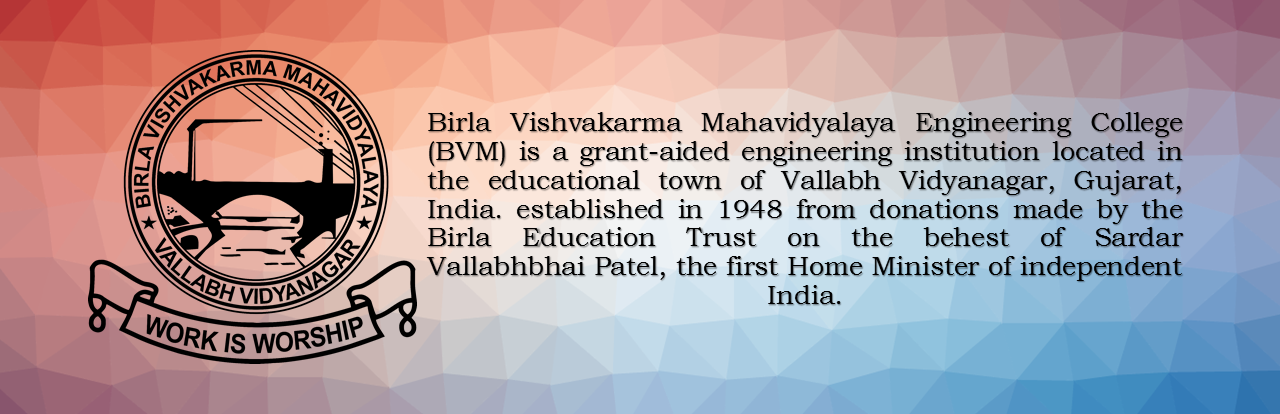 BIRLA VISHVAKARMA MAHAVIDYALAYA
VALLABH VIDYANAGAR
WORK IS WORSHIP
Birla Vishvakarma Mahavidyalaya Engineering College
(BVM) is a grant-aided engineering institution located in
the educational town of Vallabh Vidyanagar, Gujarat,
India. established in 1948 from donations made by the
Birla Education Trust on the behest of Sardar
Vallabhbhai Patel, the first Home Minister of independent
India.